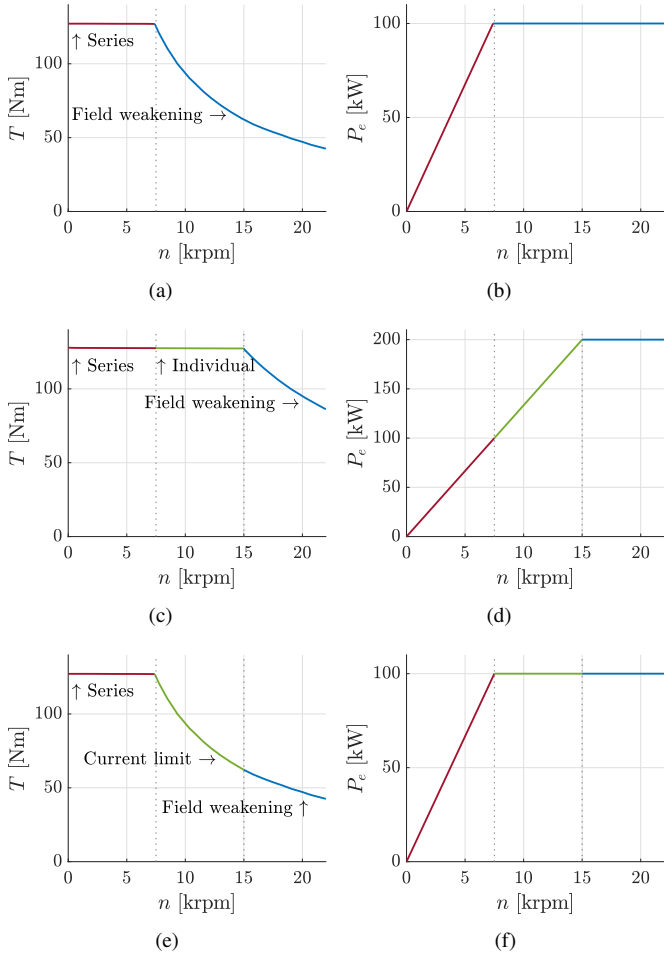 T [Nm]
100
50
0
↑ Series
Field weakening →
0 5 10 15 20
n [krpm]
(a)
P_e [kW]
100
50
0
0 5 10 15 20
n [krpm]
(b)
T [Nm]
100
50
0
↑ Series ↑ Individual
Field weakening →
0 5 10 15 20
n [krpm]
(c)
P_e [kW]
200
150
100
50
0
0 5 10 15 20
n [krpm]
(d)
T [Nm]
100
50
0
↑ Series
Current limit →
Field weakening ↑
0 5 10 15 20
n [krpm]
(e)
P_e [kW]
100
50
0
0 5 10 15 20
n [krpm]
(f)